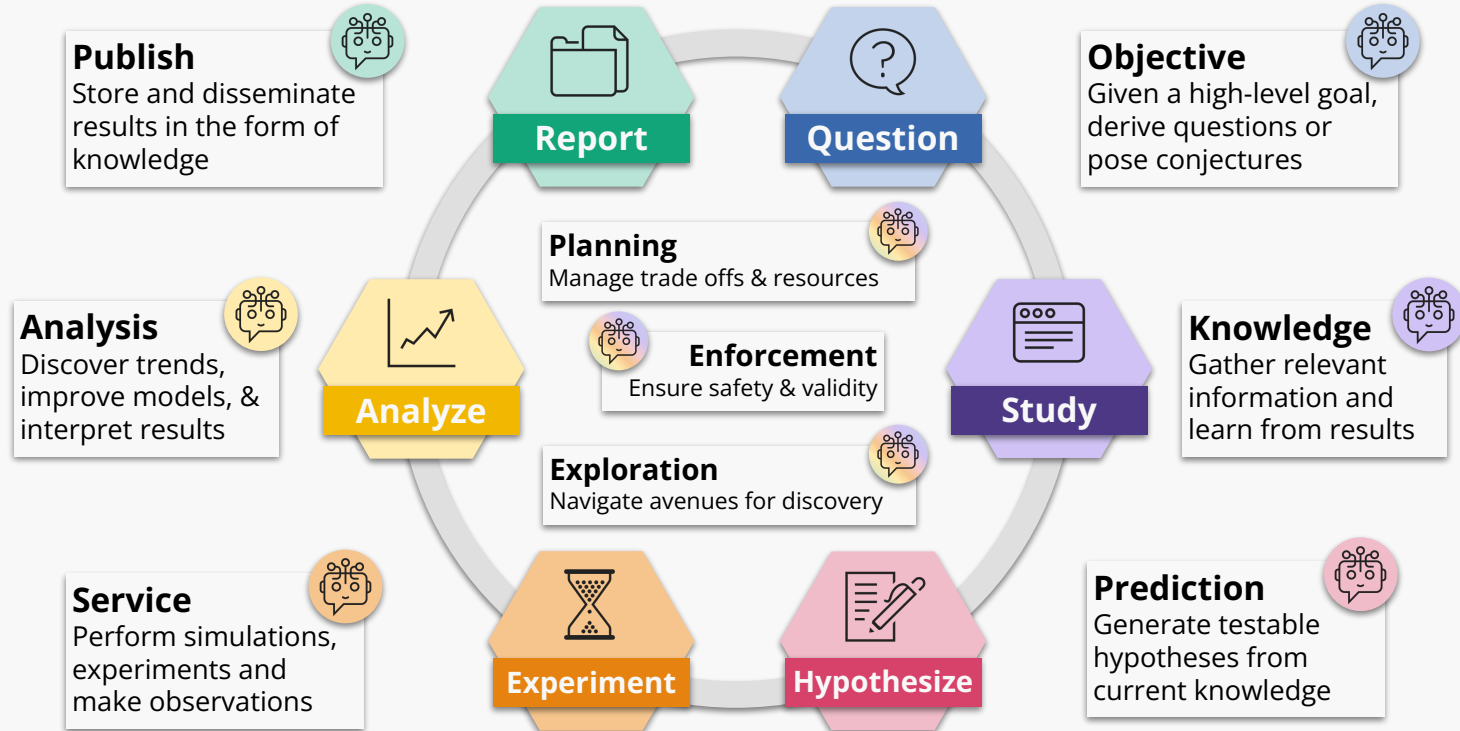 Publish
Store and disseminate
results in the form of
knowledge
Report
?
Question
Objective
Given a high-level goal,
derive questions or
pose conjectures
Planning
Manage trade offs & resources
Analysis
Discover trends,
improve models, &
interpret results
Analyze
Enforcement
Ensure safety & validity
Study
Knowledge
Gather relevant
information and
learn from results
Exploration
Navigate avenues for discovery
Service
Perform simulations,
experiments and
make observations
Experiment
Hypothesize
Prediction
Generate testable
hypotheses from
current knowledge